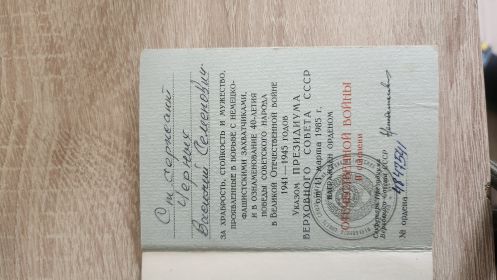 Ст. сержант
Черных
Василий Семенович
ЗА ХРАБРОСТЬ, СТОЙКОСТЬ И МУЖЕСТВО,
ПРОЯВЛЕННЫЕ В БОРЬБЕ С НЕМЕЦКО-
ФАШИСТСКИМИ ЗАХВАТЧИКАМИ,
И В ОЗНАМЕНОВАНИЕ 40-ЛЕТИЯ
ПОБЕДЫ СОВЕТСКОГО НАРОДА
В ВЕЛИКОЙ ОТЕЧЕСТВЕННОЙ ВОЙНЕ
1941—1945 ГОДОВ
Указом ПРЕЗИДИУМА
ВЕРХОВНОГО СОВЕТА СССР
от 11 марта 1985 г.
НАГРАЖДЕН ОРДЕНОМ
ОТЕЧЕСТВЕННОЙ ВОЙНЫ
II степени
Секретарь Президиума
Верховного Совета СССР
№ ордена